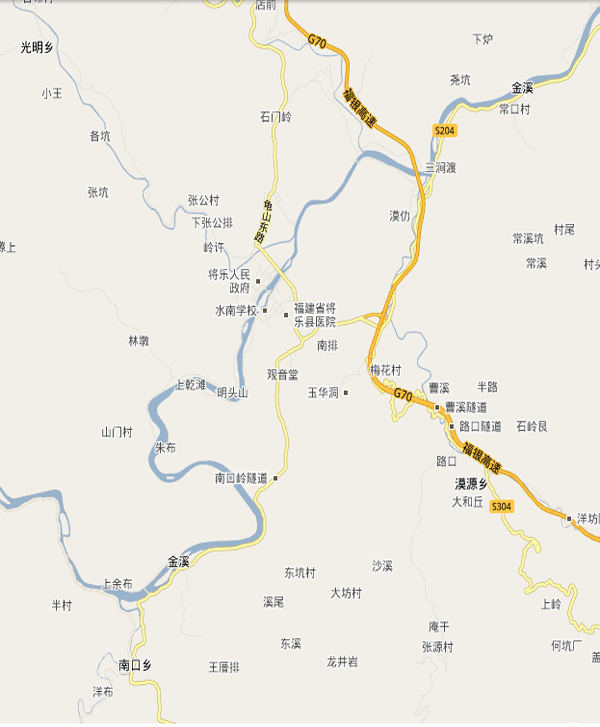 店前
G70
光明乡
下炉
小王
尧坑
金溪
福银高速
常口村
石门岭
S204
各坑
三涧渡
张坑
张公村
龟山东路
漠仂
下张公排
村尾
常溪坑
岭许
常溪
将乐人民
政府
水南学校
福建省将
乐县医院
林墩
南排
梅花村
观音堂
上乾滩
明头山
玉华洞
曹溪
半路
G70
曹溪隧道
路口隧道
石岭艮
山门村
朱布
福银高速
路口
南回岭隧道
漠源乡
大和丘
S304
金溪
东坑村
沙溪
上余布
大坊村
半村
溪尾
上岭
庵干
东溪
张源村
何坑厂
南口乡
王厝排
龙井岩
洋布